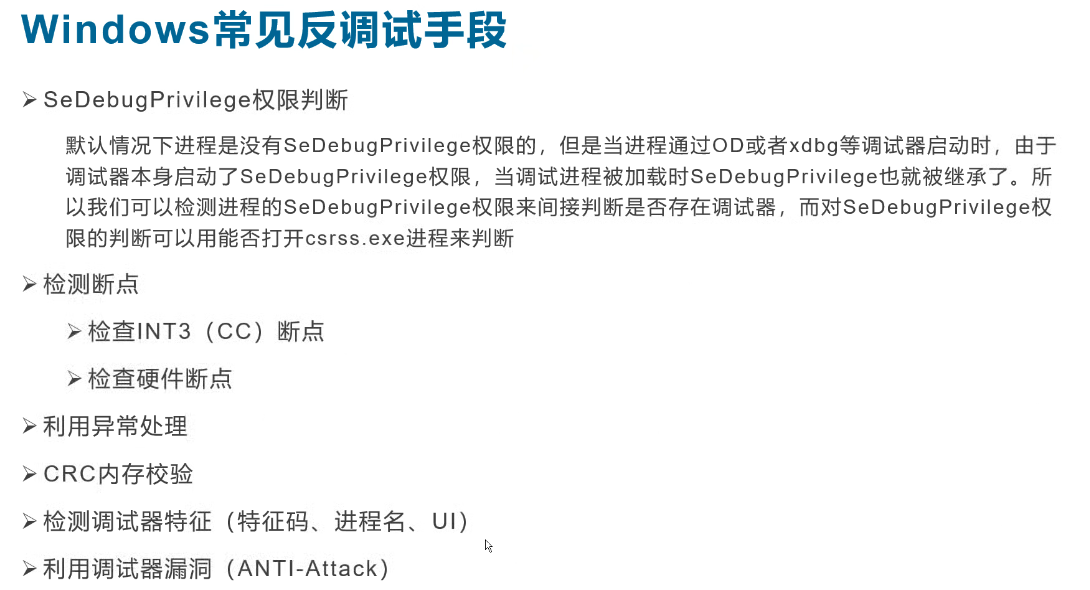 Windows常见反调试手段
➢ SeDebugPrivilege权限判断
默认情况下进程是没有SeDebugPrivilege权限的，但是当进程通过OD或者xdbg等调试器启动时，由于
调试器本身启动了SeDebugPrivilege权限，当调试进程被加载时SeDebugPrivilege也就被继承了。所
以我们可以检测进程的SeDebugPrivilege权限来间接判断是否存在调试器，而对SeDebugPrivilege权
限的判断可以用能否打开csrss.exe进程来判断
➢ 检测断点
➢ 检查INT3（CC）断点
➢ 检查硬件断点
➢ 利用异常处理
➢ CRC内存校验
➢ 检测调试器特征（特征码、进程名、UI）
➢ 利用调试器漏洞（ANTI-Attack）